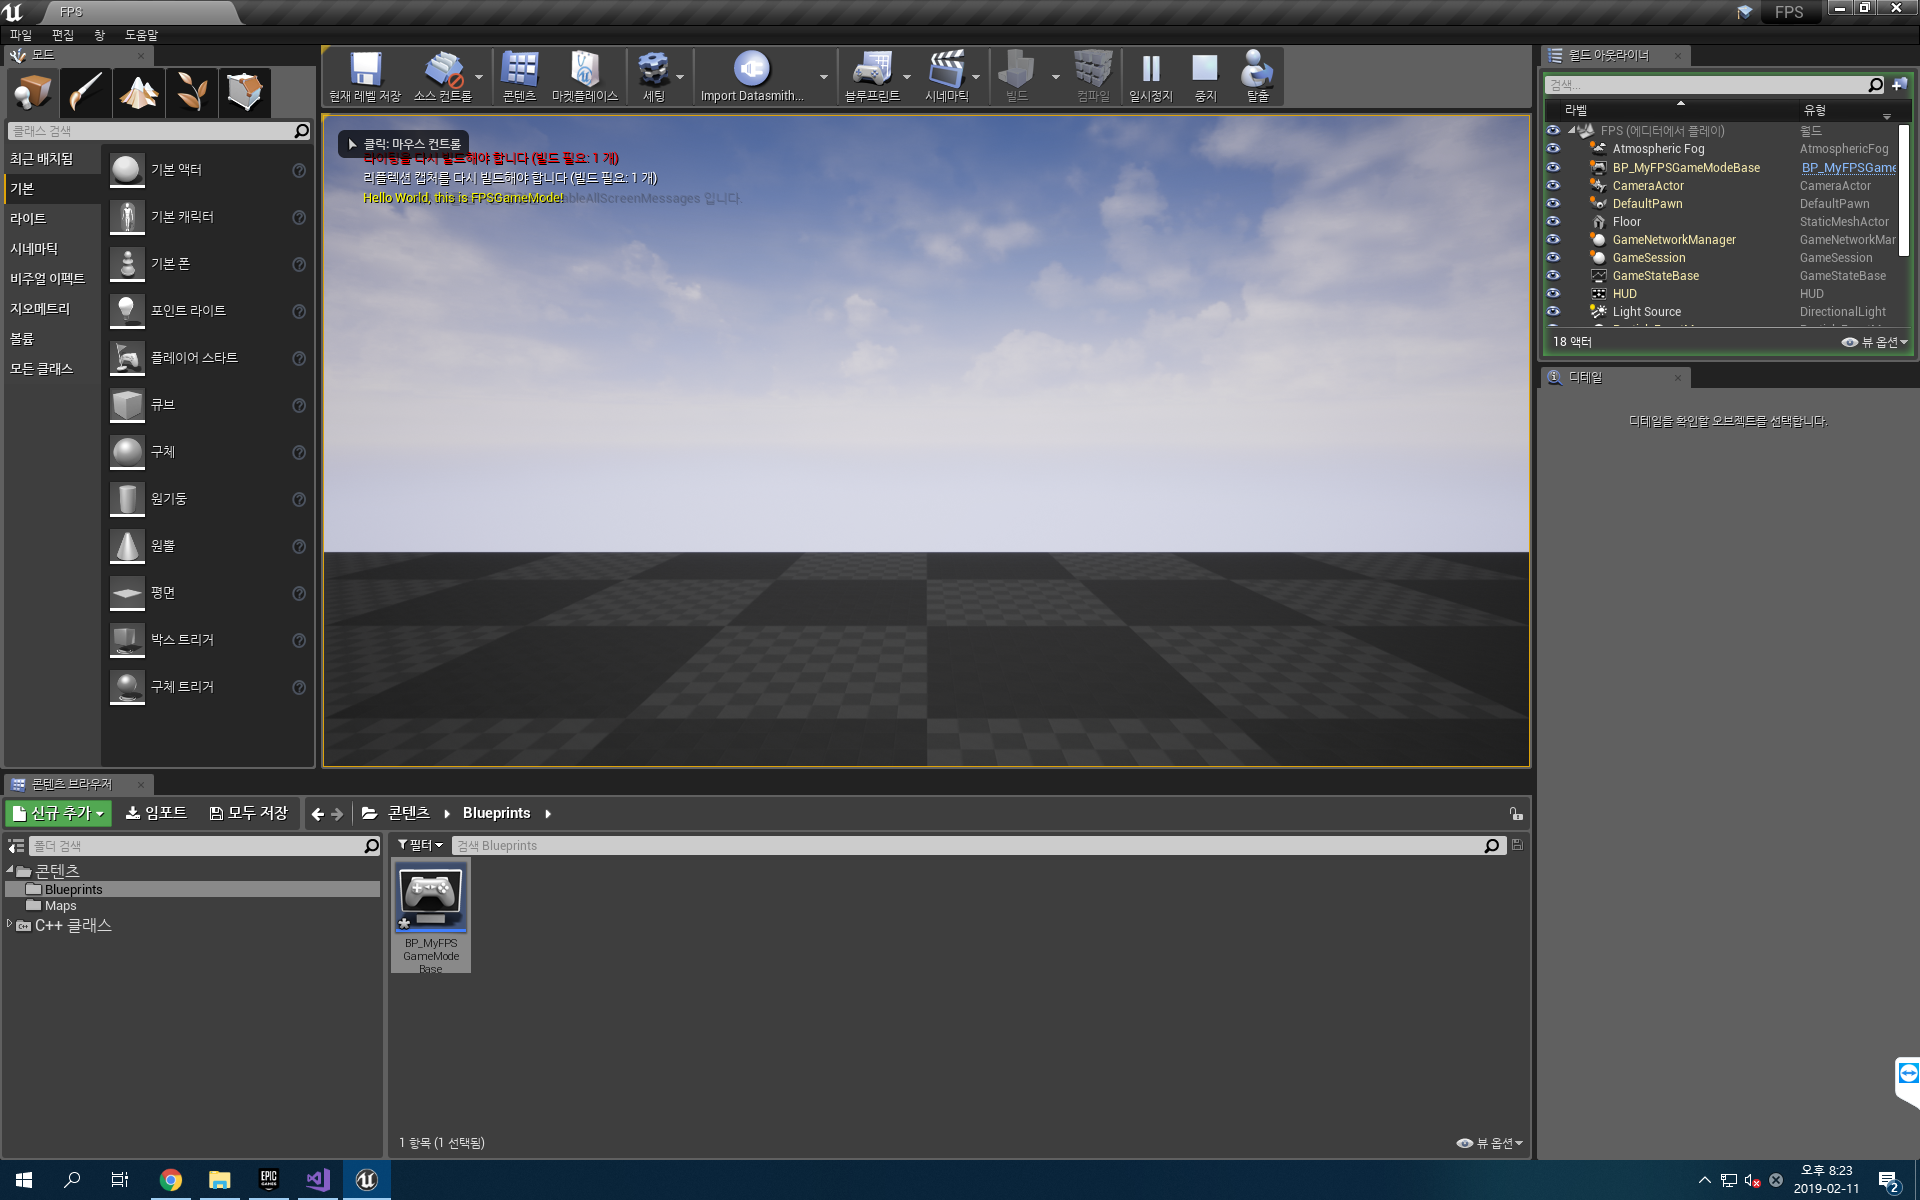 FPS
FPS
파일 편집 창 도움말
모드
클래스 검색
최근 배치됨
기본
라이트
시네마틱
비주얼 이펙트
지오메트리
볼륨
모든 클래스
기본 액터
기본 캐릭터
기본 폰
포인트 라이트
플레이어 스타트
큐브
구체
원기둥
원뿔
평면
박스 트리거
구체 트리거
현재 레벨 저장 소스 컨트롤 콘텐츠 마켓플레이스 세팅 Import Datasmith... 블루프린트 시네마틱 빌드 컴파일 일시정지 중지 탈출
클릭: 마우스 컨트롤
라이팅을 다시 빌드해야 합니다 (빌드 필요: 1 개)
리플렉션 캡처를 다시 빌드해야 합니다 (빌드 필요: 1 개)
Hello World, this is FPSGameMode!
bleAllScreenMessages 입니다.
월드 아웃라이너
검색...
라벨 유형
FPS (에디터에서 플레이) 월드
Atmospheric Fog AtmosphericFog
BP_MyFPSGameModeBase BP_MyFPSGame
CameraActor CameraActor
DefaultPawn DefaultPawn
Floor StaticMeshActor
GameNetworkManager GameNetworkMar
GameSession GameSession
GameStateBase GameStateBase
HUD HUD
Light Source DirectionalLight
18 액터 뷰 옵션
디테일
디테일을 확인할 오브젝트를 선택합니다.
콘텐츠 브라우저
신규 추가 임포트 모두 저장 콘텐츠 Blueprints
폴더 검색
콘텐츠
Blueprints
Maps
C++ 클래스
필터 검색 Blueprints
BP_MyFPS
GameMode
Base
1 항목 (1 선택됨) 뷰 옵션
EPIC
GAMES
오후 8:23
2019-02-11
2